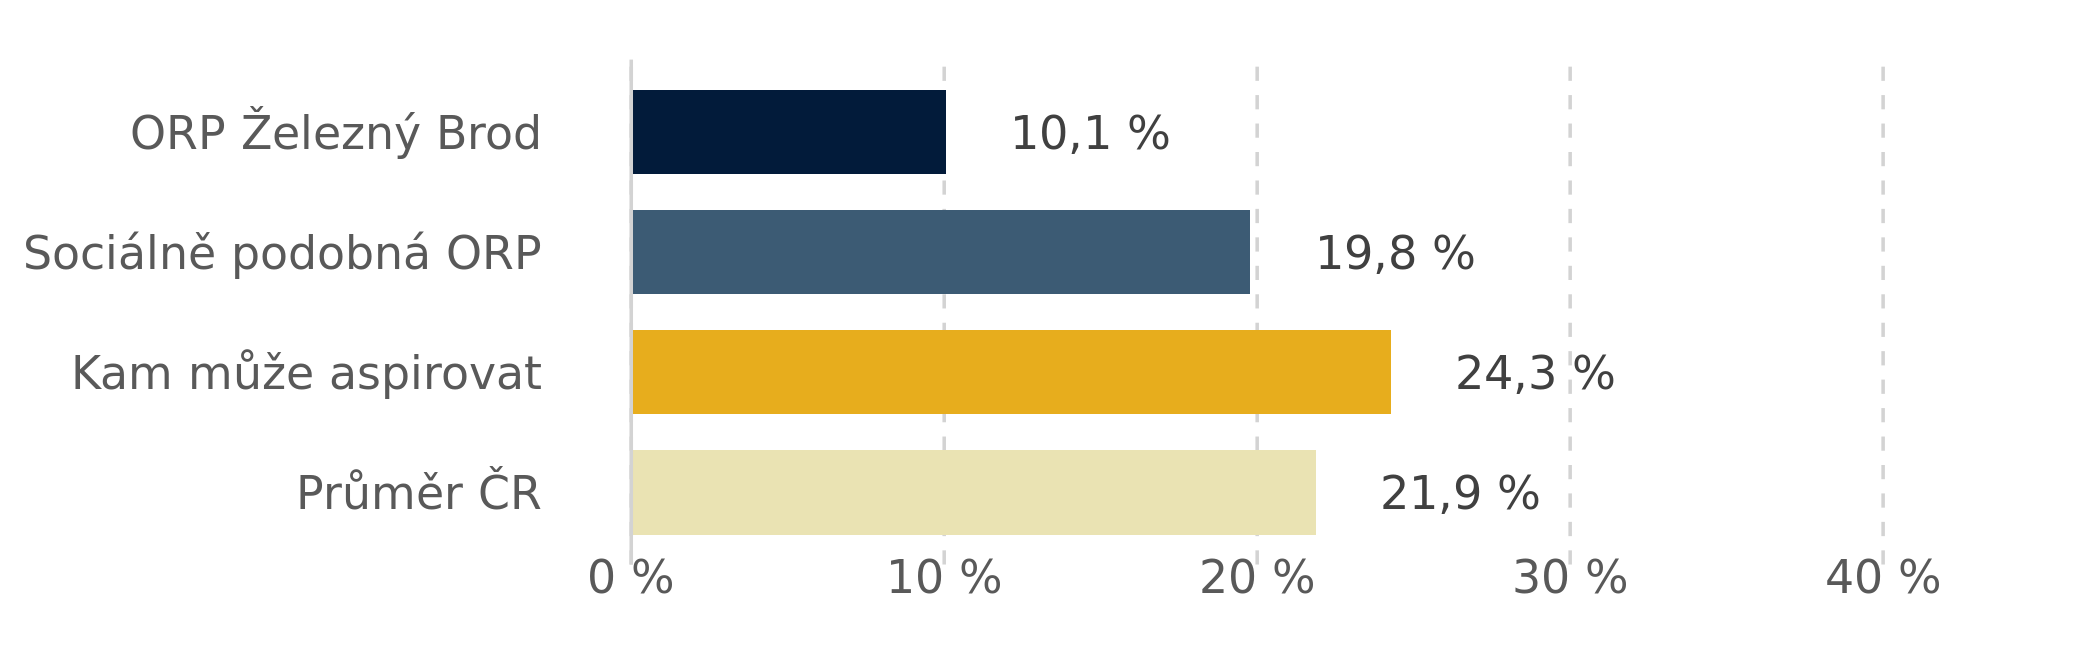 ORP Železný Brod
10,1 %
Sociálně podobná ORP
19,8 %
Kam může aspirovat
24,3 %
Průměr ČR
21,9 %
0 %
10 %
20 %
30 %
40 %